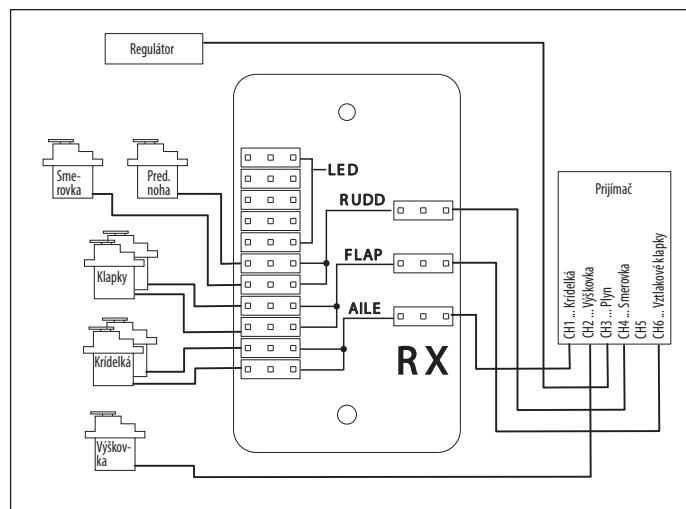 Regulátor
Sme-
rovka
Pred.
noha
LED
RUDD
FLAP
AILE
RX
Klapky
Krídelká
Výškov-
ka
Prijímač
CH1 ... Krídelká
CH2 ... Výškovka
CH3 ... Plyn
CH4 ... Smerovka
CH5
CH6 ... Vztlakové klapky